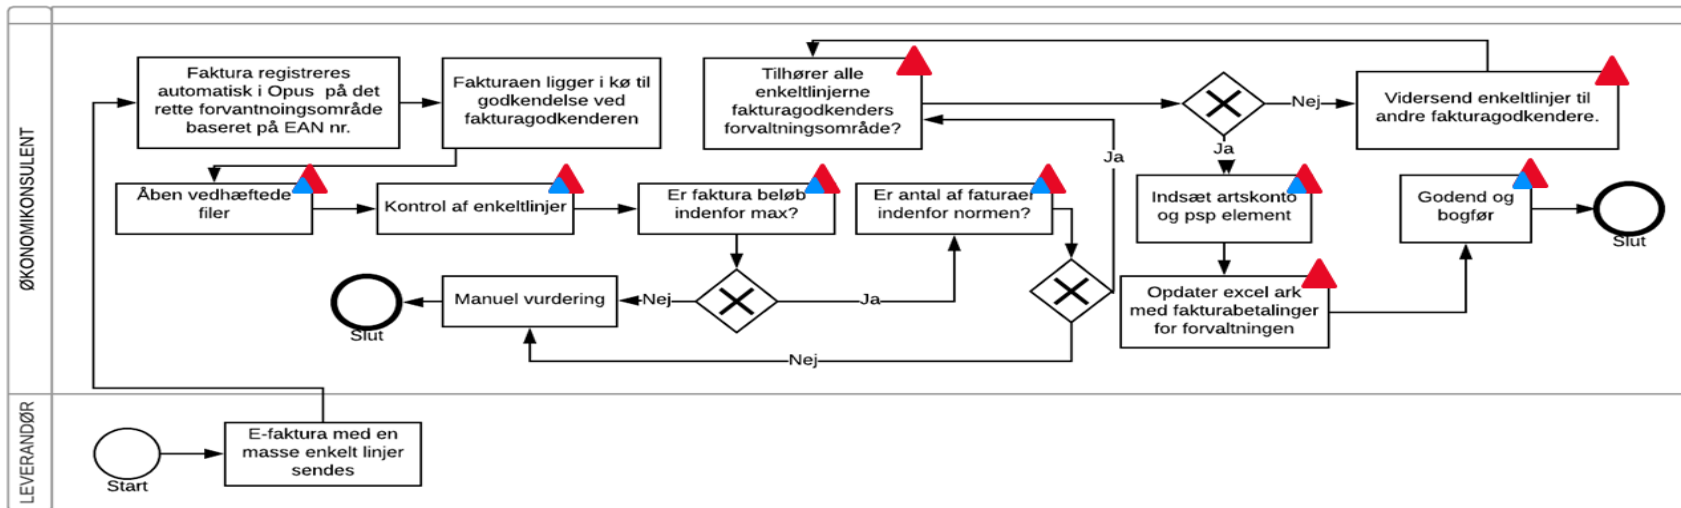 ØKONOMIKONSULENT
Faktura registreres
automatisk i Opus på det
rette forvantnoingsområde
baseret på EAN nr.
Fakturaen ligger i kø til
godkendelse ved
fakturagodkenderen
Tilhører alle
enkeltlinjerne
fakturagodkenders
forvaltningsområde?
Nej
Vidersend enkeltlinjer til
andre fakturagodkendere.
Ja
Ja
Åben vedhæftede
filer
Kontrol af enkeltlinjer
Er faktura beløb
indenfor max?
Er antal af faturaer
indenfor normen?
Indsæt artskonto
og psp element
Godend og
bogfør
Slut
Slut
Manuel vurdering
Nej
Ja
Opdater excel ark
med fakturabetalinger
for forvaltningen
Nej
LEVERANDØR
Start
E-faktura med en
masse enkelt linjer
sendes